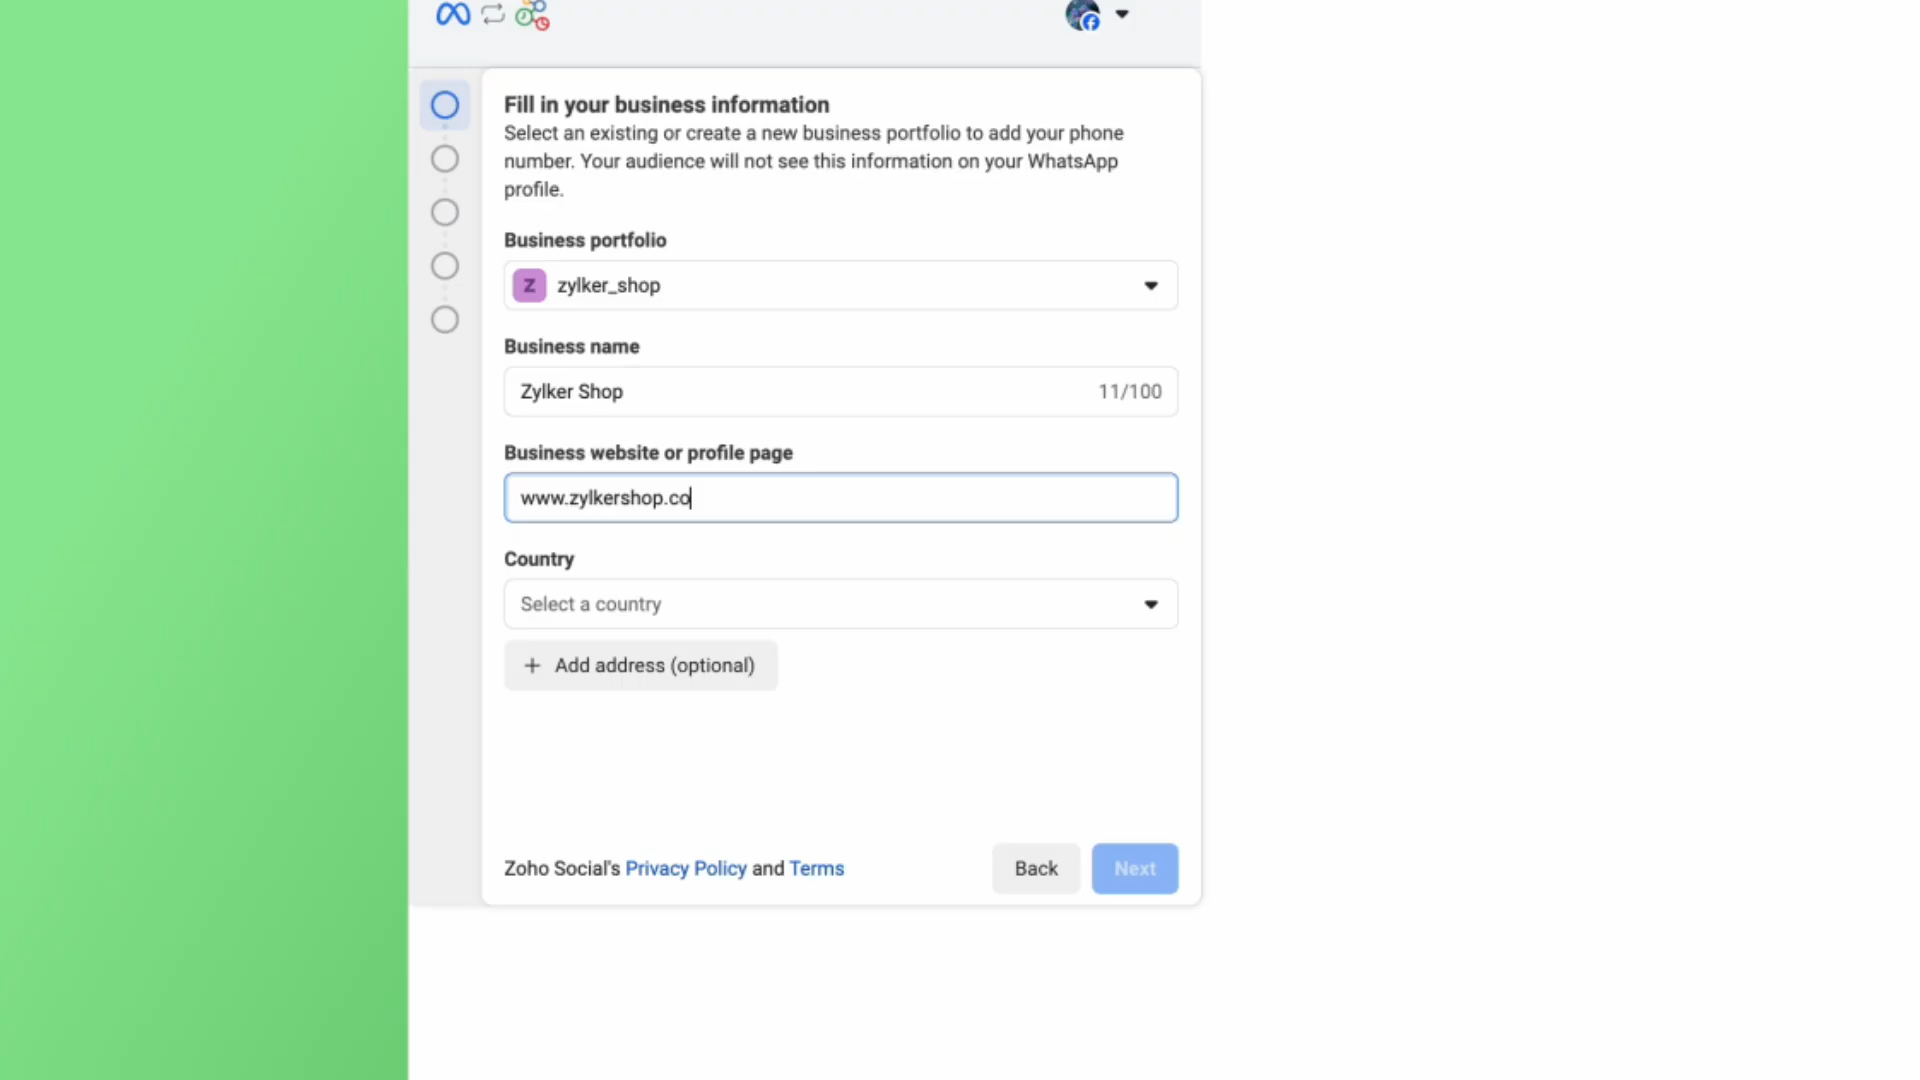 Fill in your business information
Select an existing or create a new business portfolio to add your phone
number. Your audience will not see this information on your WhatsApp
profile.
Business portfolio
Z zylker_shop
Business name
Zylker Shop 11/100
Business website or profile page
www.zylkershop.co
Country
Select a country
+ Add address (optional)
Zoho Social's Privacy Policy and Terms Back Next